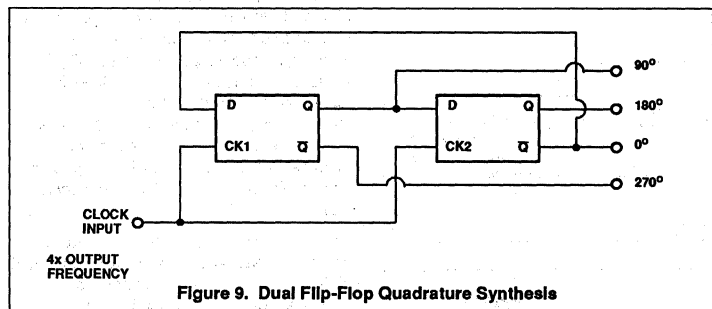 90°
D Q D Q 180°
CK1 Q̅ CK2 Q̅ 0°
270°
CLOCK
INPUT
4x OUTPUT
FREQUENCY
Figure 9. Dual Flip-Flop Quadrature Synthesis